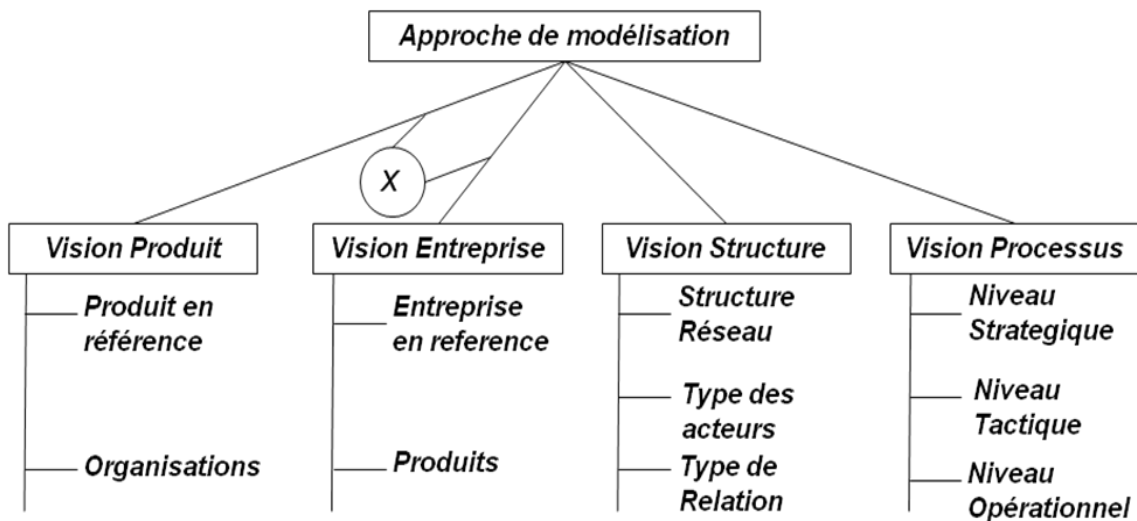 Approche de modélisation
X
Vision Produit
Produit en
référence
Organisations
Vision Entreprise
Entreprise
en reference
Produits
Vision Structure
Structure
Réseau
Type des
acteurs
Type de
Relation
Vision Processus
Niveau
Strategique
Niveau
Tactique
Niveau
Opérationnel